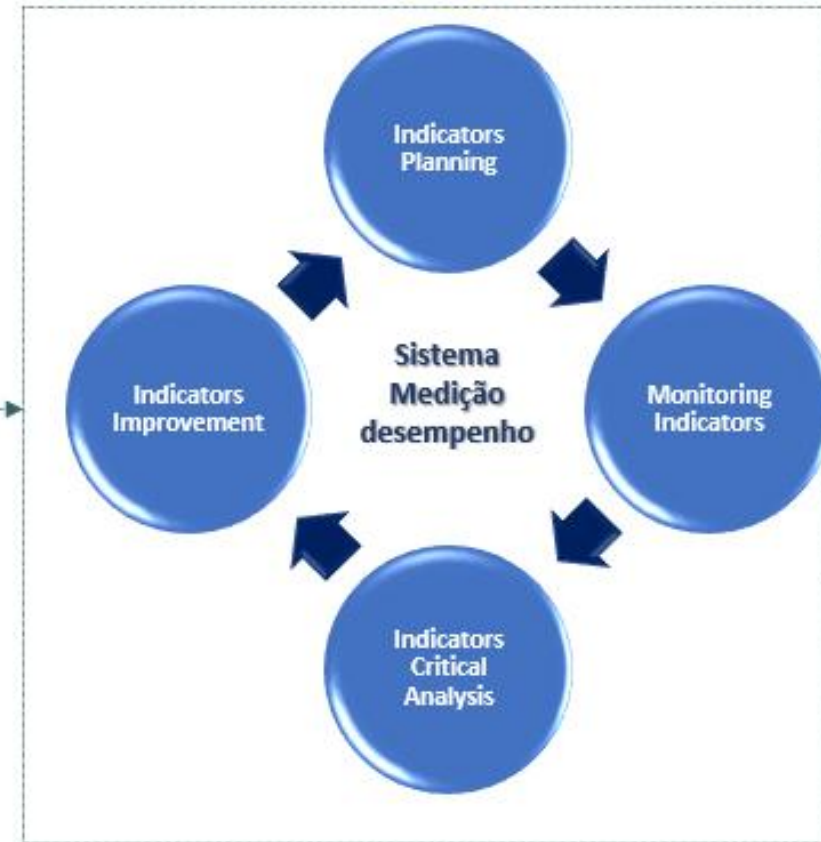 Indicators
Planning
Sistema
Medição
desempenho
Indicators
Improvement
Monitoring
Indicators
Indicators
Critical
Analysis